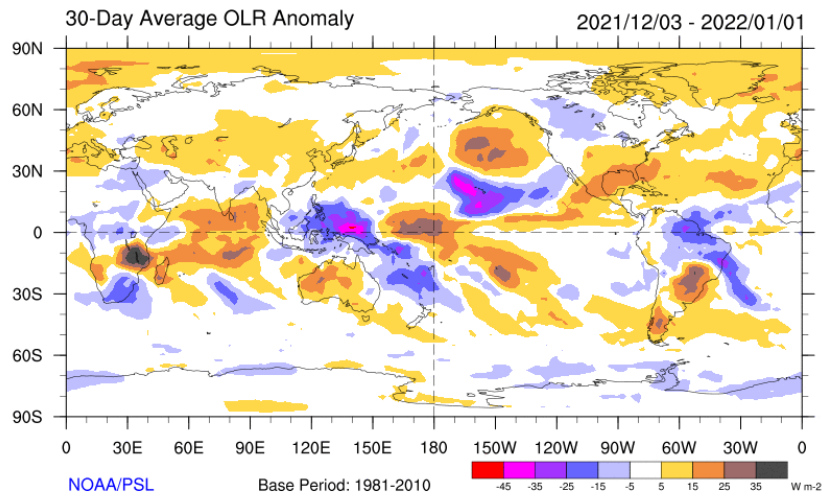 30-Day Average OLR Anomaly 2021/12/03 - 2022/01/01
90N
60N
30N
0
30S
60S
90S
0 30E 60E 90E 120E 150E 180 150W 120W 90W 60W 30W 0
NOAA/PSL Base Period: 1981-2010
-45 -35 -25 -15 -5 5 15 25 35 W m-2